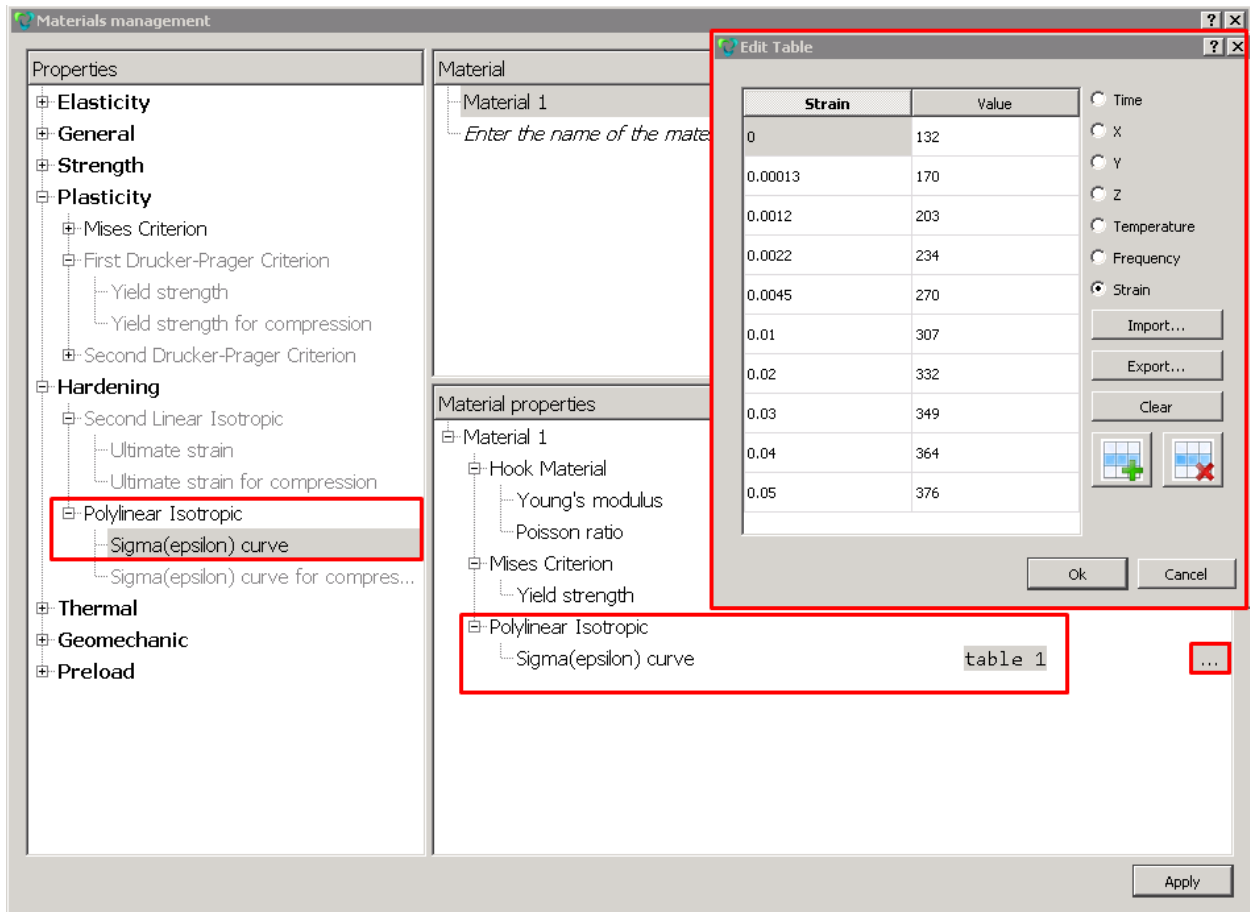 Materials management
Properties
Elasticity
General
Strength
Plasticity
Mises Criterion
First Drucker-Prager Criterion
Yield strength
Yield strength for compression
Second Drucker-Prager Criterion
Hardening
Second Linear Isotropic
Ultimate strain
Ultimate strain for compression
Polylinear Isotropic
Sigma(epsilon) curve
Sigma(epsilon) curve for compres...
Thermal
Geomechanic
Preload
Material
Material 1
Enter the name of the mate
Material properties
Material 1
Hook Material
Young's modulus
Poisson ratio
Mises Criterion
Yield strength
Polylinear Isotropic
Sigma(epsilon) curve table 1 ...
Apply
Edit Table
Strain Value
0 132
0.00013 170
0.0012 203
0.0022 234
0.0045 270
0.01 307
0.02 332
0.03 349
0.04 364
0.05 376
Time
X
Y
Z
Temperature
Frequency
Strain
Import...
Export...
Clear
Ok Cancel